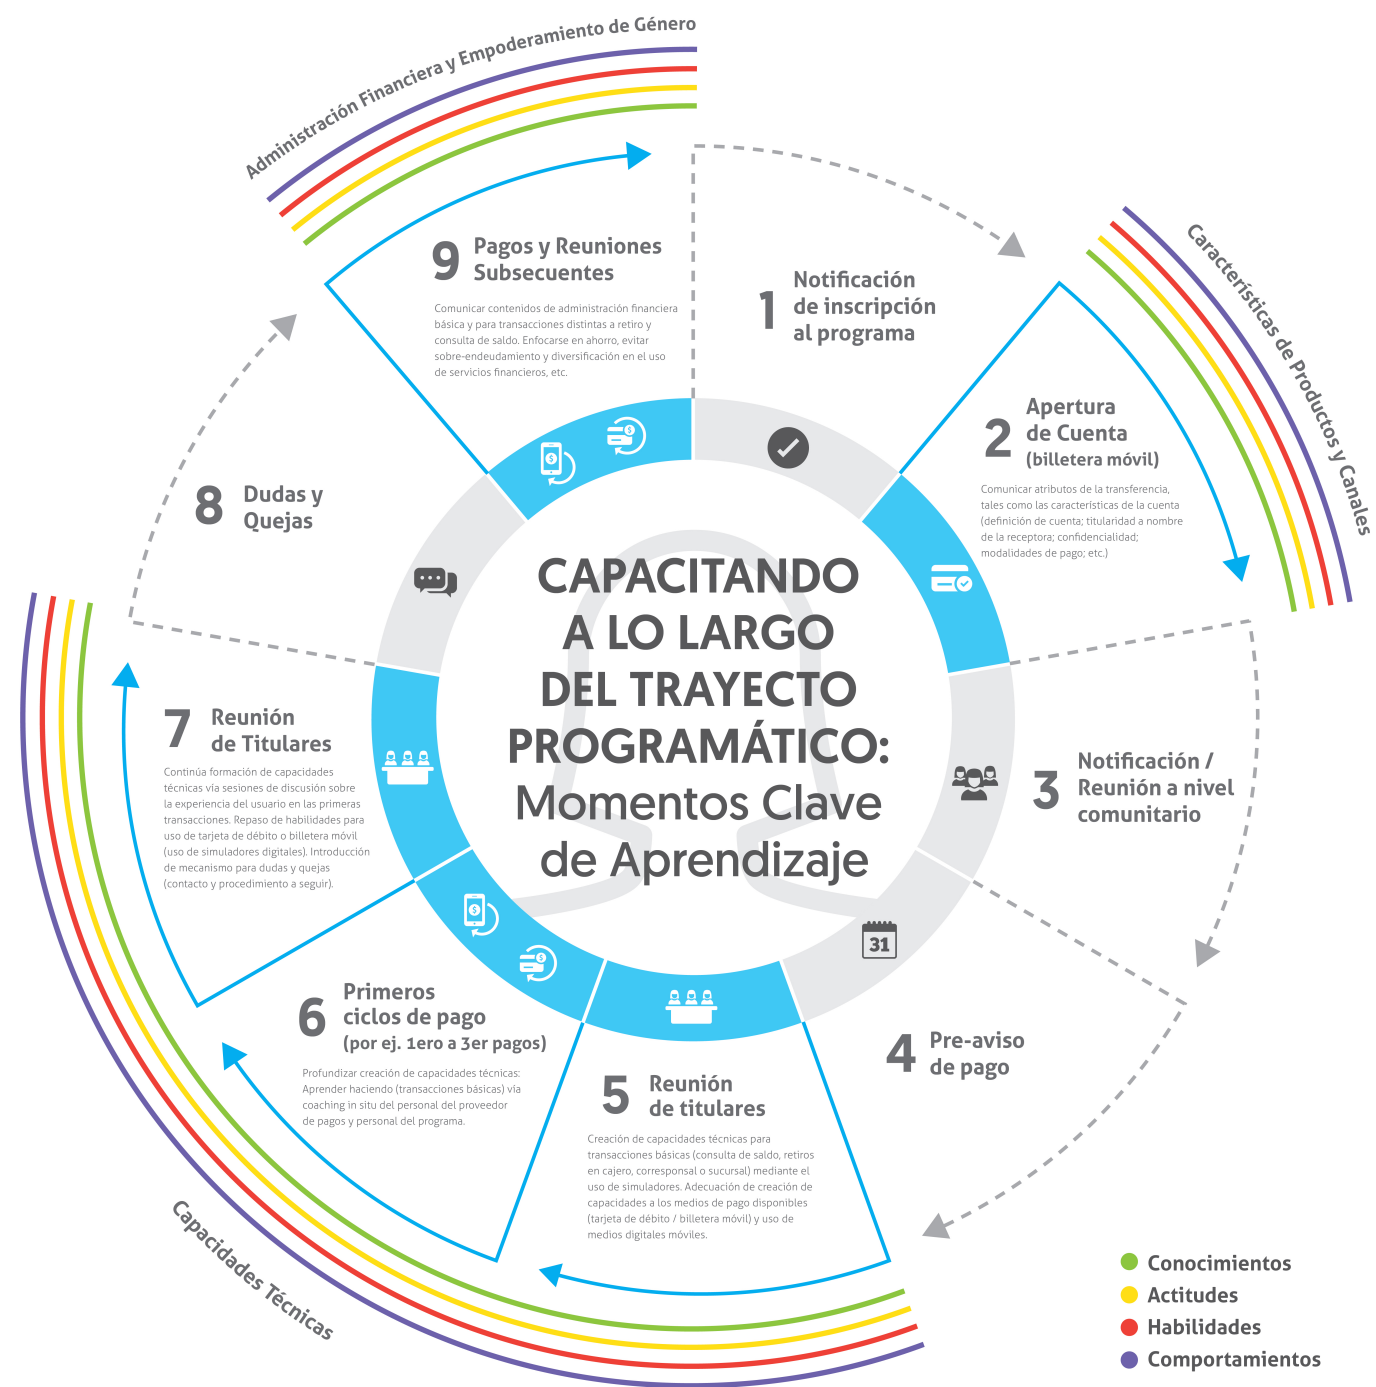 Administración Financiera y Empoderamiento de Género
Características de Productos y Canales
Capacidades Técnicas
CAPACITANDO
A LO LARGO
DEL TRAYECTO
PROGRAMÁTICO:
Momentos Clave
de Aprendizaje
1
Notificación
de inscripción
al programa
2
Apertura
de Cuenta
(billetera móvil)
Comunicar atributos de la transferencia,
tales como las características de la cuenta
(definición de cuenta; titularidad a nombre
de la receptora; confidencialidad;
modalidades de pago; etc.)
3
Notificación /
Reunión a nivel
comunitario
31
4
Pre-aviso
de pago
5
Reunión
de titulares
Creación de capacidades técnicas para
transacciones básicas (consulta de saldo, retiros
en cajero, corresponsal o sucursal) mediante el
uso de simuladores. Adecuación de creación de
capacidades a los medios de pago disponibles
(tarjeta de débito / billetera móvil) y uso de
medios digitales móviles.
6
Primeros
ciclos de pago
(por ej. 1ero a 3er pagos)
Profundizar creación de capacidades técnicas:
Aprender haciendo (transacciones básicas) vía
coaching in situ del personal del proveedor
de pagos y personal del programa.
7
Reunión
de Titulares
Continúa formación de capacidades
técnicas vía sesiones de discusión sobre
la experiencia del usuario en las primeras
transacciones. Repaso de habilidades para
uso de tarjeta de débito o billetera móvil
(uso de simuladores digitales). Introducción
de mecanismo para dudas y quejas
(contacto y procedimiento a seguir).
8
Dudas y
Quejas
9
Pagos y Reuniones
Subsecuentes
Comunicar contenidos de administración financiera
básica y para transacciones distintas a retiro y
consulta de saldo. Enfocarse en ahorro, evitar
sobre-endeudamiento y diversificación en el uso
de servicios financieros, etc.
Conocimientos
Actitudes
Habilidades
Comportamientos